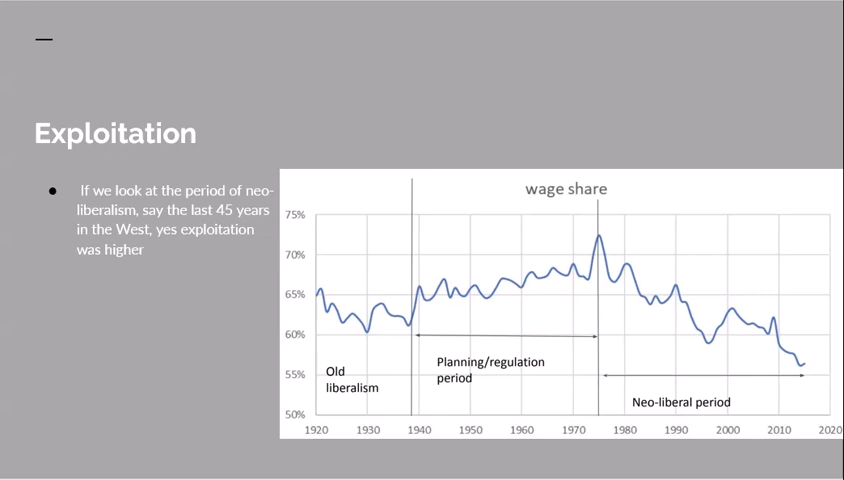 Exploitation
● If we look at the period of neo-
liberalism, say the last 45 years
in the West, yes exploitation
was higher
wage share
75%
70%
65%
60%
55%
50%
Old
liberalism
Planning/regulation
period
Neo-liberal period
1920 1930 1940 1950 1960 1970 1980 1990 2000 2010 2020